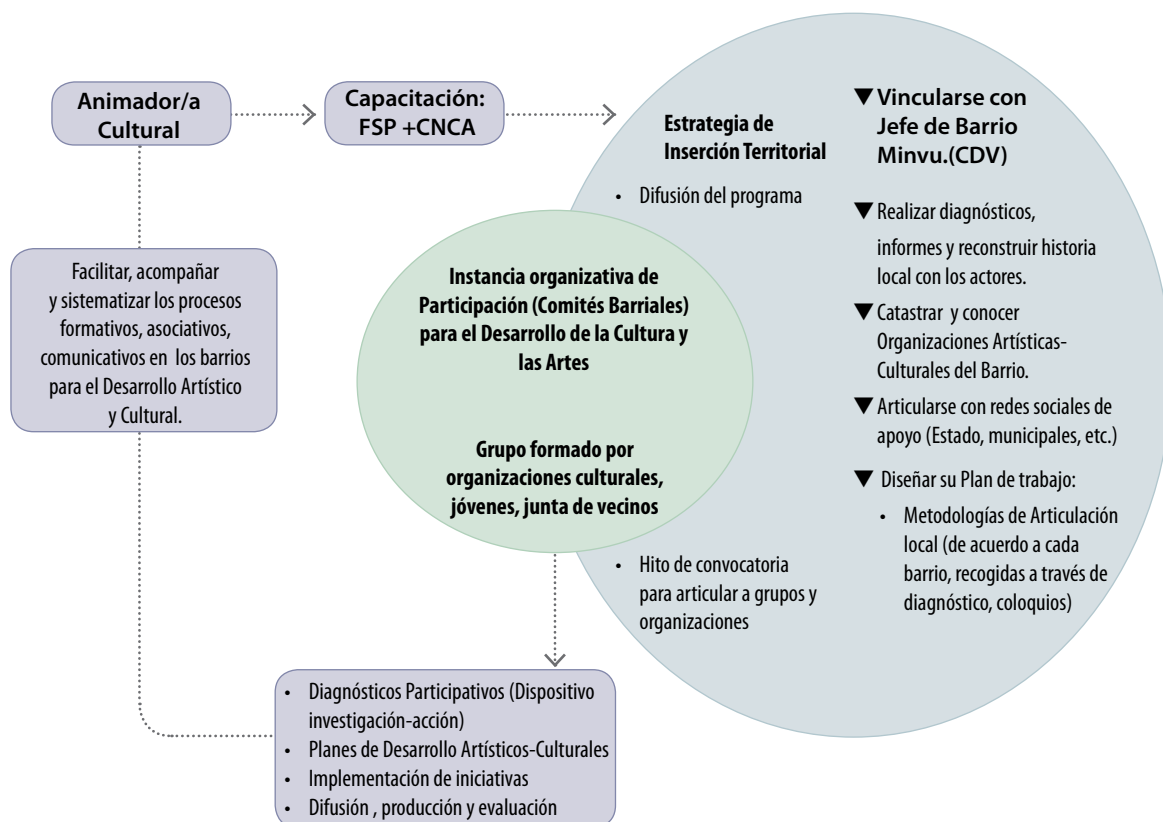 Animador/a
Cultural
Capacitación:
FSP +CNCA
Facilitar, acompañar
y sistematizar los procesos
formativos, asociativos,
comunicativos en los barrios
para el Desarrollo Artístico
y Cultural.
Estrategia de
Inserción Territorial
• Difusión del programa
Instancia organizativa de
Participación (Comités Barriales)
para el Desarrollo de la Cultura y
las Artes
Grupo formado por
organizaciones culturales,
jóvenes, junta de vecinos
• Hito de convocatoria
para articular a grupos y
organizaciones
▼ Vincularse con
Jefe de Barrio
Minvu.(CDV)
▼ Realizar diagnósticos,
informes y reconstruir historia
local con los actores.
▼ Catastrar y conocer
Organizaciones Artísticas-
Culturales del Barrio.
▼ Articularse con redes sociales de
apoyo (Estado, municipales, etc.)
▼ Diseñar su Plan de trabajo:
• Metodologías de Articulación
local (de acuerdo a cada
barrio, recogidas a través de
diagnóstico, coloquios)
• Diagnósticos Participativos (Dispositivo
investigación-acción)
• Planes de Desarrollo Artísticos-Culturales
• Implementación de iniciativas
• Difusión , producción y evaluación